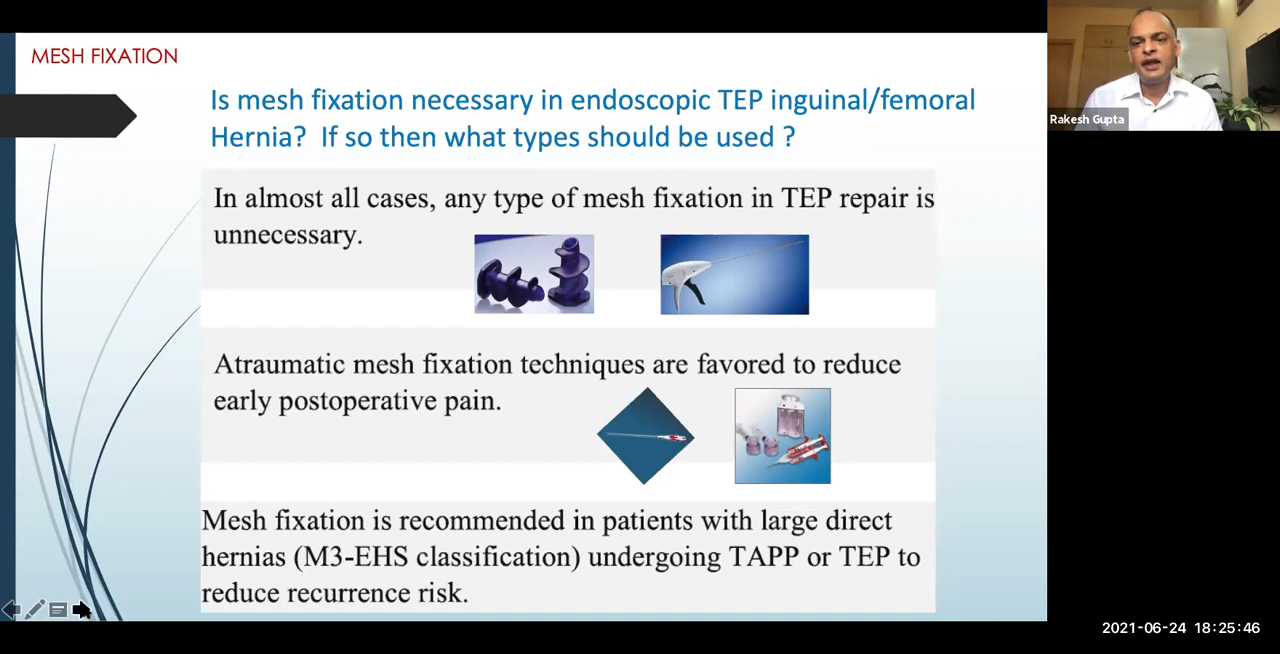 MESH FIXATION
Is mesh fixation necessary in endoscopic TEP inguinal/femoral
Hernia?  If so then what types should be used ?
In almost all cases, any type of mesh fixation in TEP repair is
unnecessary.
Atraumatic mesh fixation techniques are favored to reduce
early postoperative pain.
Mesh fixation is recommended in patients with large direct
hernias (M3-EHS classification) undergoing TAPP or TEP to
reduce recurrence risk.
Rakesh Gupta
2021-06-24 18:25:46